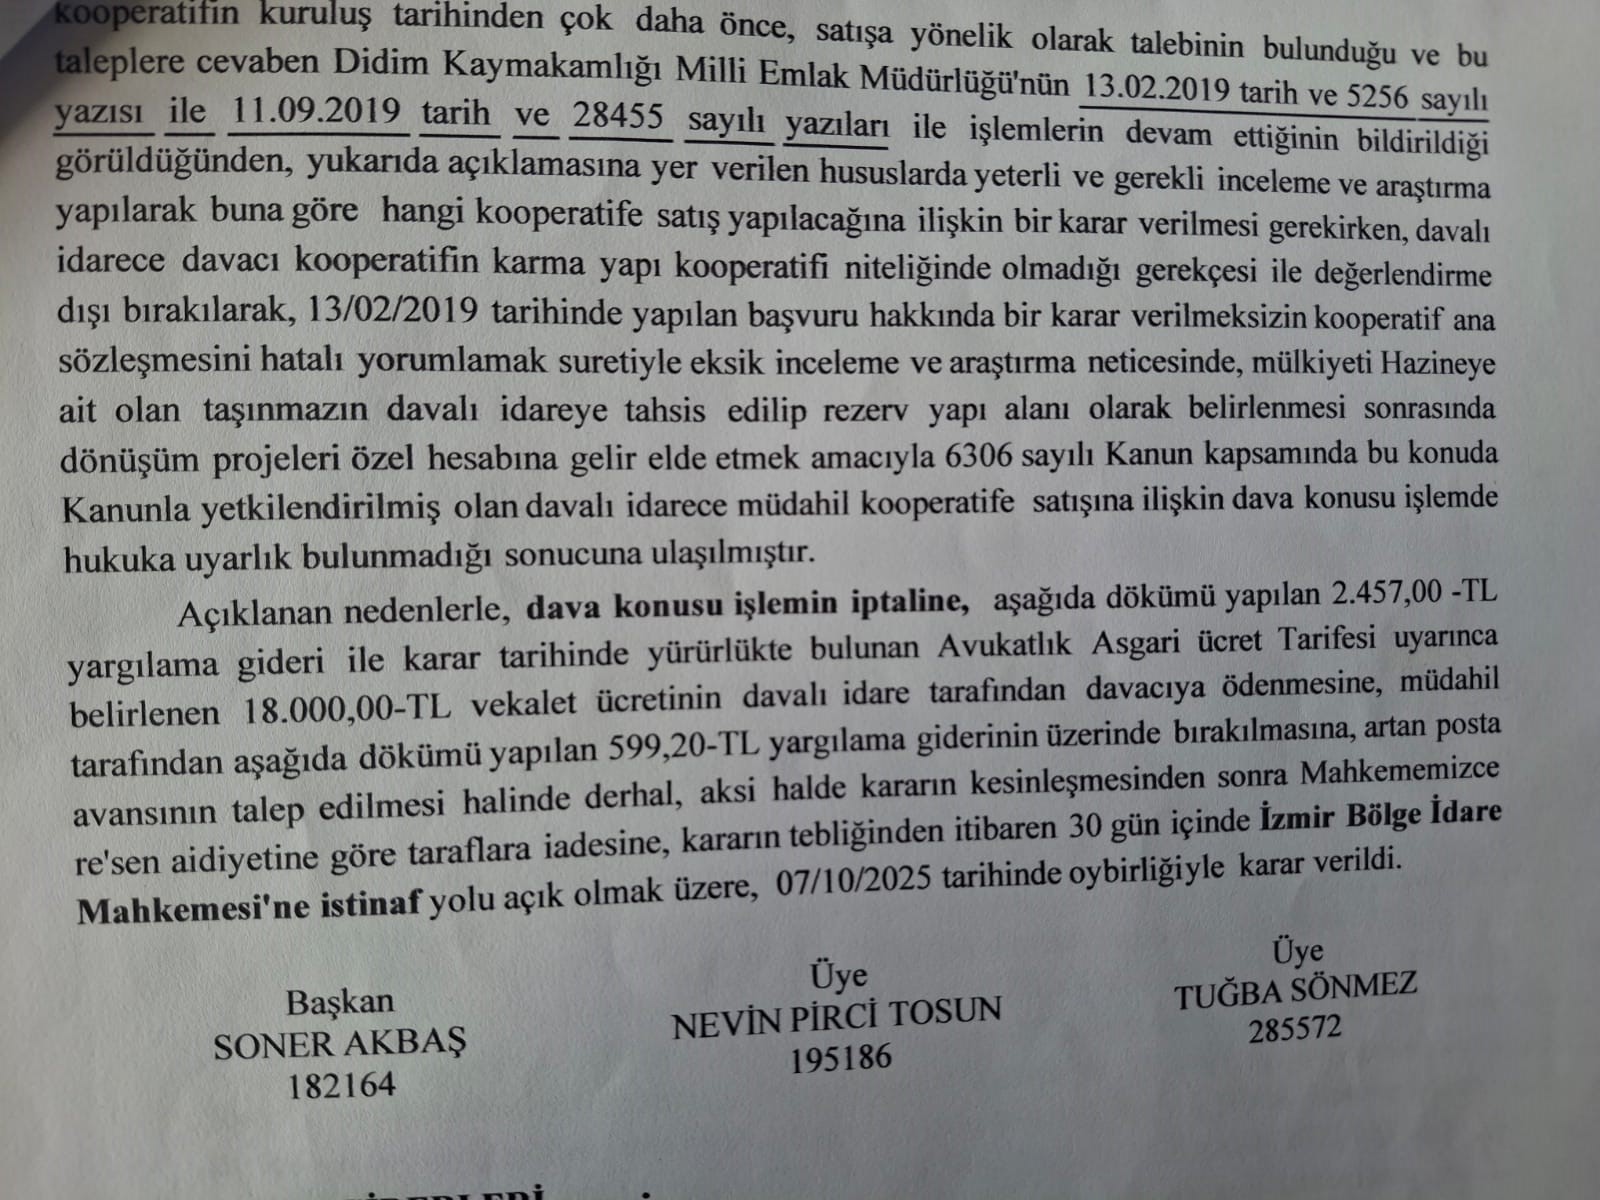 kooperatifin kuruluş tarihinden çok daha önce, satışa yönelik olarak talebinin bulunduğu ve bu
taleplere cevaben Didim Kaymakamlığı Milli Emlak Müdürlüğü'nün 13.02.2019 tarih ve 5256 sayılı
yazısı ile 11.09.2019 tarih ve 28455 sayılı yazıları ile işlemlerin devam ettiğinin bildirildiği
görüldüğünden, yukarıda açıklamasına yer verilen hususlarda yeterli ve gerekli inceleme ve araştırma
yapılarak buna göre hangi kooperatife satış yapılacağına ilişkin bir karar verilmesi gerekirken, davalı
idarece davacı kooperatifin karma yapı kooperatifi niteliğinde olmadığı gerekçesi ile değerlendirme
dışı bırakılarak, 13/02/2019 tarihinde yapılan başvuru hakkında bir karar verilmeksizin kooperatif ana
sözleşmesini hatalı yorumlamak suretiyle eksik inceleme ve araştırma neticesinde, mülkiyeti Hazineye
ait olan taşınmazın davalı idareye tahsis edilip rezerv yapı alanı olarak belirlenmesi sonrasında
dönüşüm projeleri özel hesabına gelir elde etmek amacıyla 6306 sayılı Kanun kapsamında bu konuda
Kanunla yetkilendirilmiş olan davalı idarece müdahil kooperatife satışına ilişkin dava konusu işlemde
hukuka uyarlık bulunmadığı sonucuna ulaşılmıştır.
Açıklanan nedenlerle, dava konusu işlemin iptaline, aşağıda dökümü yapılan 2.457,00 -TL
yargılama gideri ile karar tarihinde yürürlükte bulunan Avukatlık Asgari ücret Tarifesi uyarınca
belirlenen 18.000,00-TL vekalet ücretinin davalı idare tarafından davacıya ödenmesine, müdahil
tarafından aşağıda dökümü yapılan 599,20-TL yargılama giderinin üzerinde bırakılmasına, artan posta
avansının talep edilmesi halinde derhal, aksi halde kararın kesinleşmesinden sonra Mahkememizce
re'sen aidiyetine göre taraflara iadesine, kararın tebliğinden itibaren 30 gün içinde İzmir Bölge İdare
Mahkemesi'ne istinaf yolu açık olmak üzere, 07/10/2025 tarihinde oybirliğiyle karar verildi.
Başkan
SONER AKBAŞ
182164
Üye
NEVİN PİRCİ TOSUN
195186
Üye
TUĞBA SÖNMEZ
285572